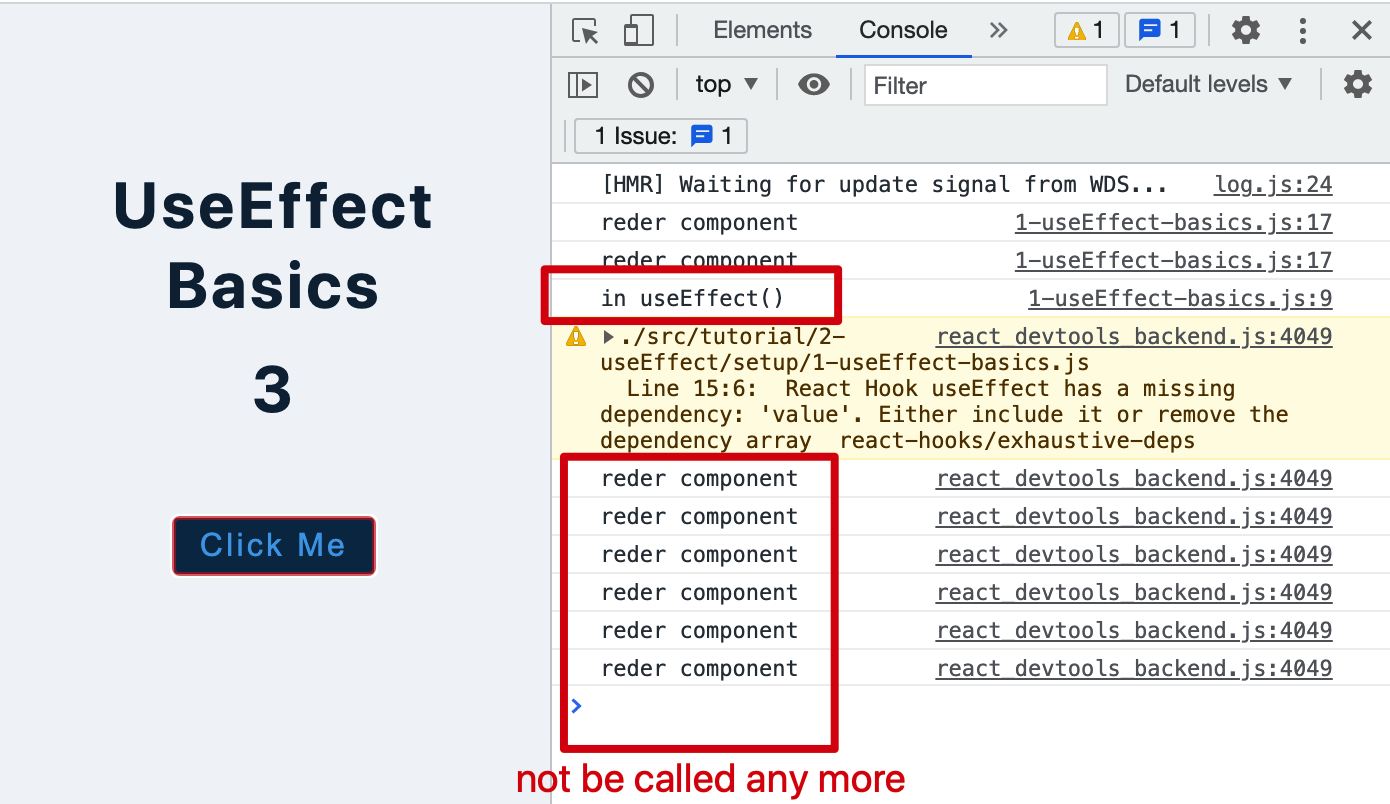 Elements Console 1 1
top Filter Default levels
1 Issue: 1
UseEffect
Basics
3
Click Me
[HMR] Waiting for update signal from WDS... log.js:24
reder component 1-useEffect-basics.js:17
reder component 1-useEffect-basics.js:17
in useEffect() 1-useEffect-basics.js:9
./src/tutorial/2- react_devtools_backend.js:4049
useEffect/setup/1-useEffect-basics.js
Line 15:6: React Hook useEffect has a missing
dependency: 'value'. Either include it or remove the
dependency array react-hooks/exhaustive-deps
reder component react_devtools_backend.js:4049
reder component react_devtools_backend.js:4049
reder component react_devtools_backend.js:4049
reder component react_devtools_backend.js:4049
reder component react_devtools_backend.js:4049
reder component react_devtools_backend.js:4049
not be called any more